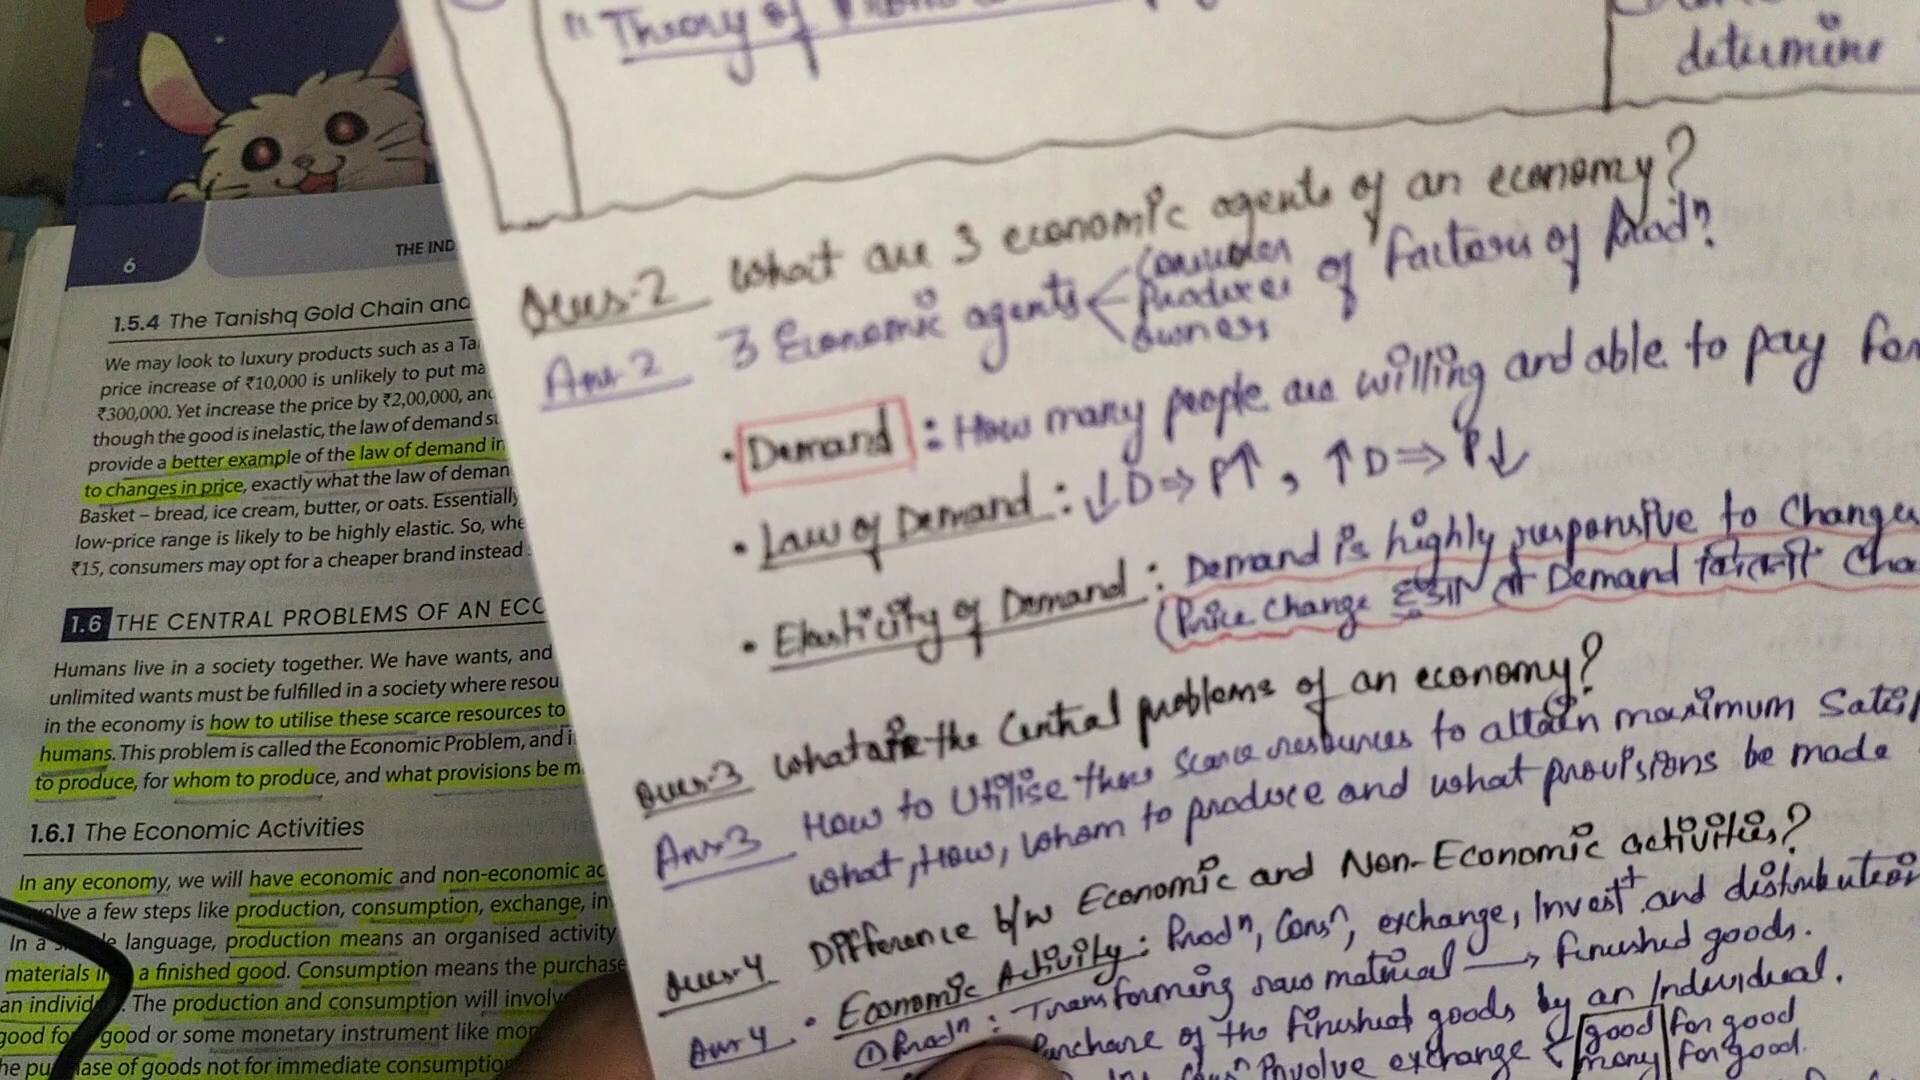 "Theory of
determine
Ques-2 What are 3 economic agents of an economy?
Ans-2 3 Economic agents < Consumer Producer owners of Factors of Prodⁿ.
• Demand : How many people are willing and able to pay for
• Law of Demand : ↓D ⇒ P↑ , ↑D ⇒ P↓
• Elasticity of Demand : Demand is highly responsive to Changes
(Price change Demand
Ques-3 What are the Central problems of an economy?
Ans-3 How to Utilise these Scarce resources to attain maximum
What, How, Whom to produce and what provisions be made
Ques-4 Difference b/w Economic and Non-Economic activities?
Ans-4 • Economic Activity : Prodⁿ, Consⁿ, exchange, Invest⁺ and distribution
① Prodⁿ : Transforming raw material → finished goods.
Purchase of the finished goods by an Individual.
Consⁿ Involve exchange < good for good
money for good.
6
THE IND
1.5.4 The Tanishq Gold Chain and
We may look to luxury products such as a
price increase of ₹10,000 is unlikely to put
₹300,000. Yet increase the price by ₹2,00,000,
though the good is inelastic, the law of demand
provide a better example of the law of demand in
to changes in price, exactly what the law of
Basket – bread, ice cream, butter, or oats. Essentially
low-price range is likely to be highly elastic. So,
₹15, consumers may opt for a cheaper brand instead
1.6 THE CENTRAL PROBLEMS OF AN
Humans live in a society together. We have wants, and
unlimited wants must be fulfilled in a society where
in the economy is how to utilise these scarce resources to
humans. This problem is called the Economic Problem, and
to produce, for whom to produce, and what provisions be
1.6.1 The Economic Activities
In any economy, we will have economic and non-economic
a few steps like production, consumption, exchange,
In a language, production means an organised activity
materials a finished good. Consumption means the purchase
an The production and consumption will
good for good or some monetary instrument like
of goods not for immediate consumption